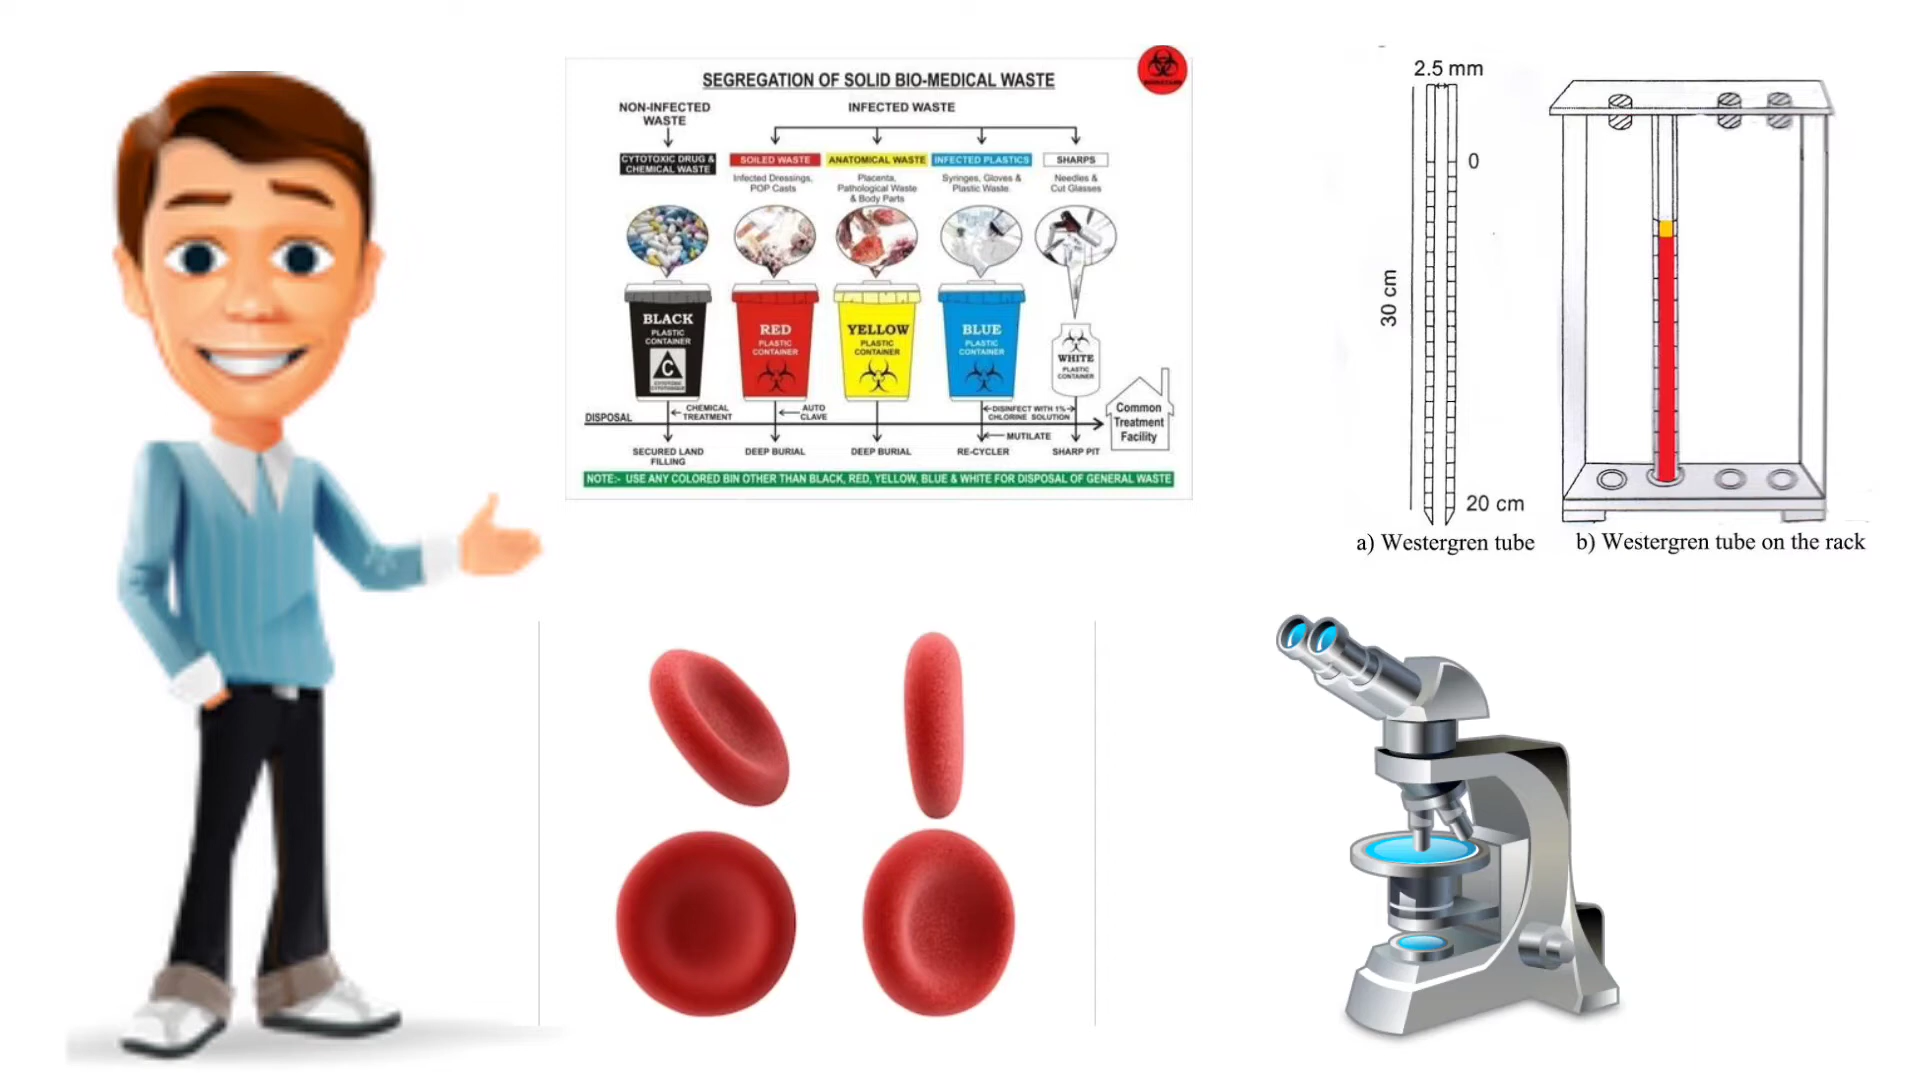 SEGREGATION OF SOLID BIO-MEDICAL WASTE
NON-INFECTED
WASTE
INFECTED WASTE
CYTOTOXIC DRUG &
CHEMICAL WASTE
SOILED WASTE
Infected Dressings,
POP Casts
ANATOMICAL WASTE
Placenta,
Pathological Waste
& Body Parts
INFECTED PLASTICS
Syringes, Gloves &
Plastic Waste
SHARPS
Needles &
Cut Glasses
BLACK
PLASTIC
CONTAINER
C
RED
PLASTIC
CONTAINER
YELLOW
PLASTIC
CONTAINER
BLUE
PLASTIC
CONTAINER
WHITE
PLASTIC
CONTAINER
DISPOSAL
CHEMICAL
TREATMENT
AUTO
CLAVE
DISINFECT WITH 1%
CHLORINE SOLUTION
MUTILATE
Common
Treatment
Facility
SECURED LAND
FILLING
DEEP BURIAL
DEEP BURIAL
RE-CYCLER
SHARP PIT
NOTE:- USE ANY COLORED BIN OTHER THAN BLACK, RED, YELLOW, BLUE & WHITE FOR DISPOSAL OF GENERAL WASTE
2.5 mm
0
30 cm
20 cm
a) Westergren tube
b) Westergren tube on the rack